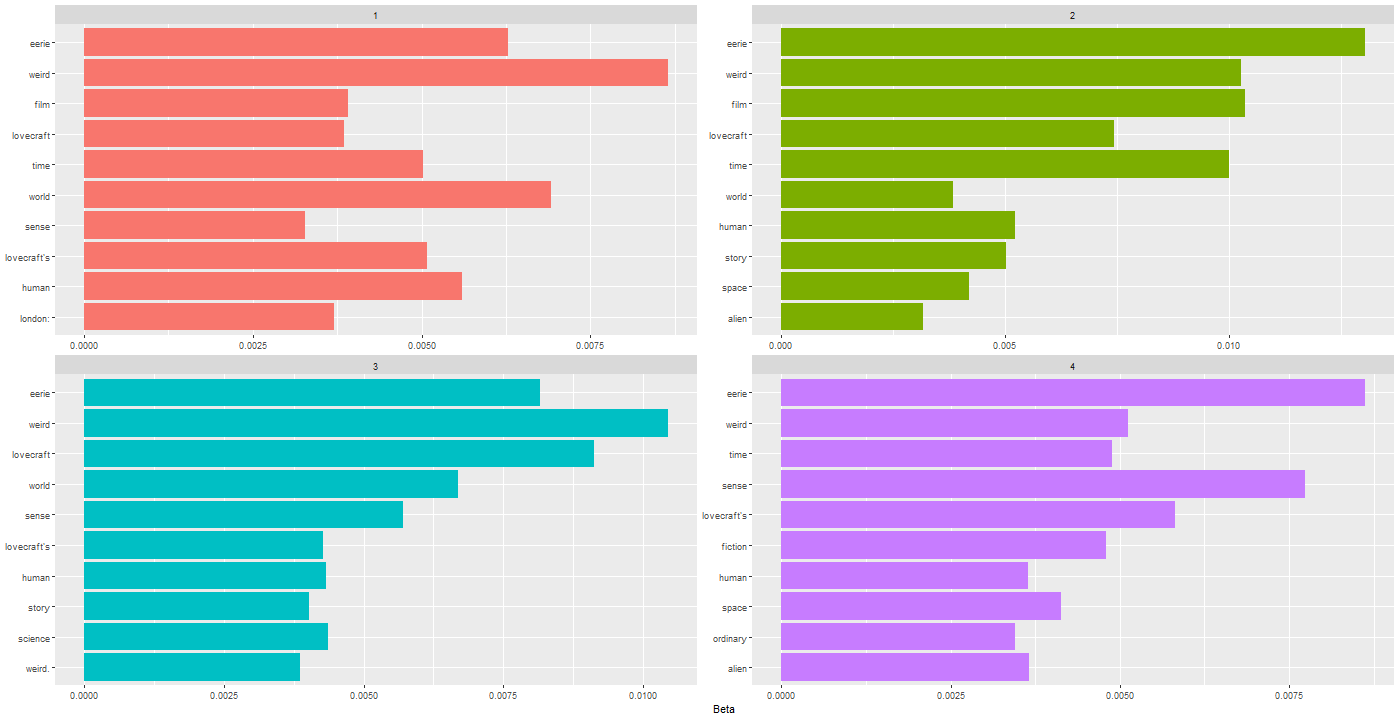 1
eerie
weird
film
lovecraft
time
world
sense
lovecraft's
human
london:
0.0000 0.0025 0.0050 0.0075
2
eerie
weird
film
lovecraft
time
world
human
story
space
alien
0.000 0.005 0.010
3
eerie
weird
lovecraft
world
sense
lovecraft's
human
story
science
weird.
0.0000 0.0025 0.0050 0.0075 0.0100
4
eerie
weird
time
sense
lovecraft's
fiction
human
space
ordinary
alien
0.0000 0.0025 0.0050 0.0075
Beta